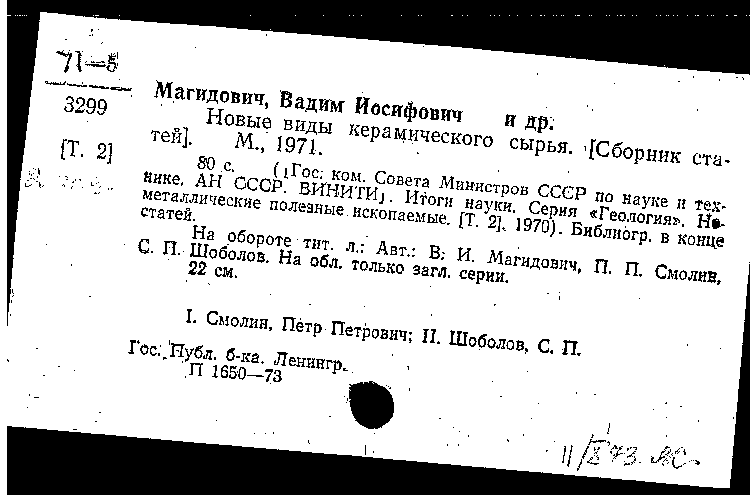 71—5
3299
[Т. 2]
Магидович, Вадим Иосифович и др.
Новые виды керамического сырья. [Сборник ста-
тей]. М., 1971.
80 с. (Гос. ком. Совета Министров СССР по науке и тех-
нике. АН СССР. ВИНИТИ). Итоги науки. Серия «Геология». Не-
металлические полезные ископаемые. [Т. 2], 1970). Библиогр. в конце
статей.
На обороте тит. л.: Авт.: В. И. Магидович, П. П. Смолин,
С. П. Шоболов. На обл. только загл. серии.
22 см.
I. Смолин, Петр Петрович; II. Шоболов, С. П.
Гос. Публ. б-ка. Ленингр.
П 1650—73